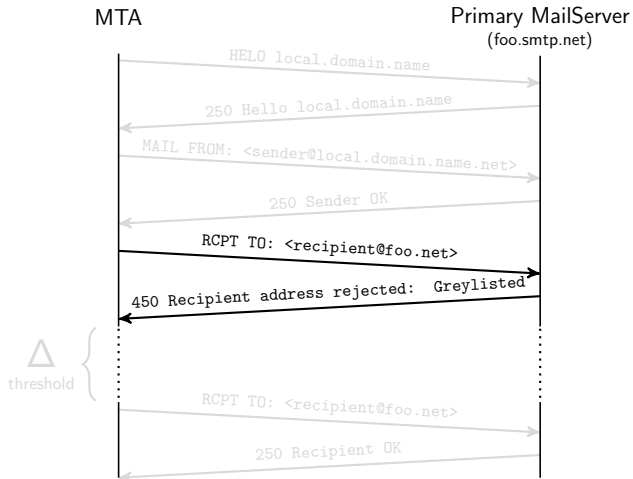 MTA
Primary MailServer
(foo.smtp.net)
HELO local.domain.name
250 Hello local.domain.name
MAIL FROM: <sender@local.domain.name.net>
250 Sender OK
RCPT TO: <recipient@foo.net>
450 Recipient address rejected: Greylisted
Δ
threshold
RCPT TO: <recipient@foo.net>
250 Recipient OK